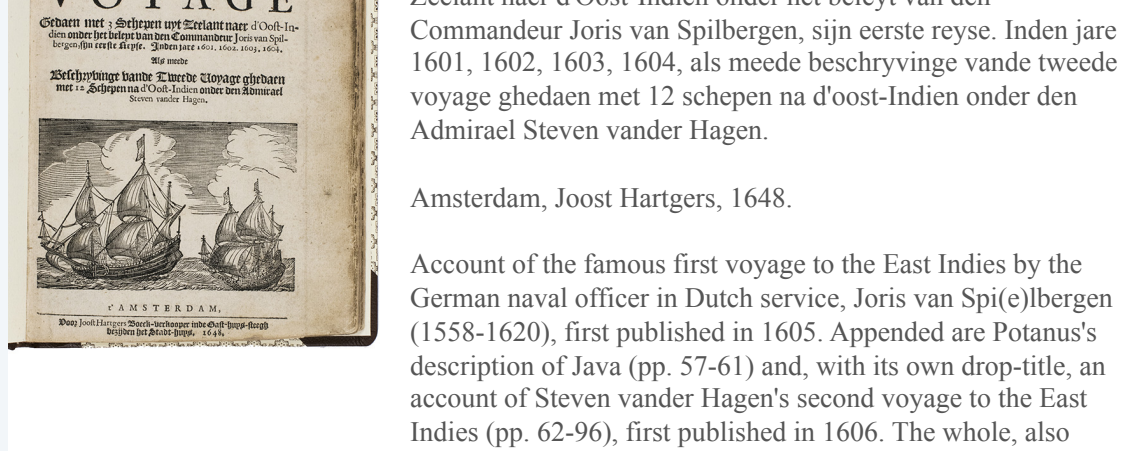 VOYAGE
Gedaen met 3 Schepen uyt Zeelant naer d'Oost-In-
dien onder het beleyt van den Commandeur Joris van Spil-
bergen, sijn eerste Reyse. Inden jare 1601. 1602. 1603. 1604.
Als meede
Beschryvinge vande Tweede Voyage ghedaen
met 12 Schepen na d'Oost-Indien onder den Admirael
Steven vander Hagen.
t'AMSTERDAM,
Voor Joost Hartgers Boeck-verkooper inde Gast-huys-steegh
bezijden het Stadt-huys, 1648.
Zeelant naer d'Oost-Indien onder het beleyt van den
Commandeur Joris van Spilbergen, sijn eerste reyse. Inden jare
1601, 1602, 1603, 1604, als meede beschryvinge vande tweede
voyage ghedaen met 12 schepen na d'oost-Indien onder den
Admirael Steven vander Hagen.
Amsterdam, Joost Hartgers, 1648.
Account of the famous first voyage to the East Indies by the
German naval officer in Dutch service, Joris van Spi(e)lbergen
(1558-1620), first published in 1605. Appended are Potanus's
description of Java (pp. 57-61) and, with its own drop-title, an
account of Steven vander Hagen's second voyage to the East
Indies (pp. 62-96), first published in 1606. The whole, also